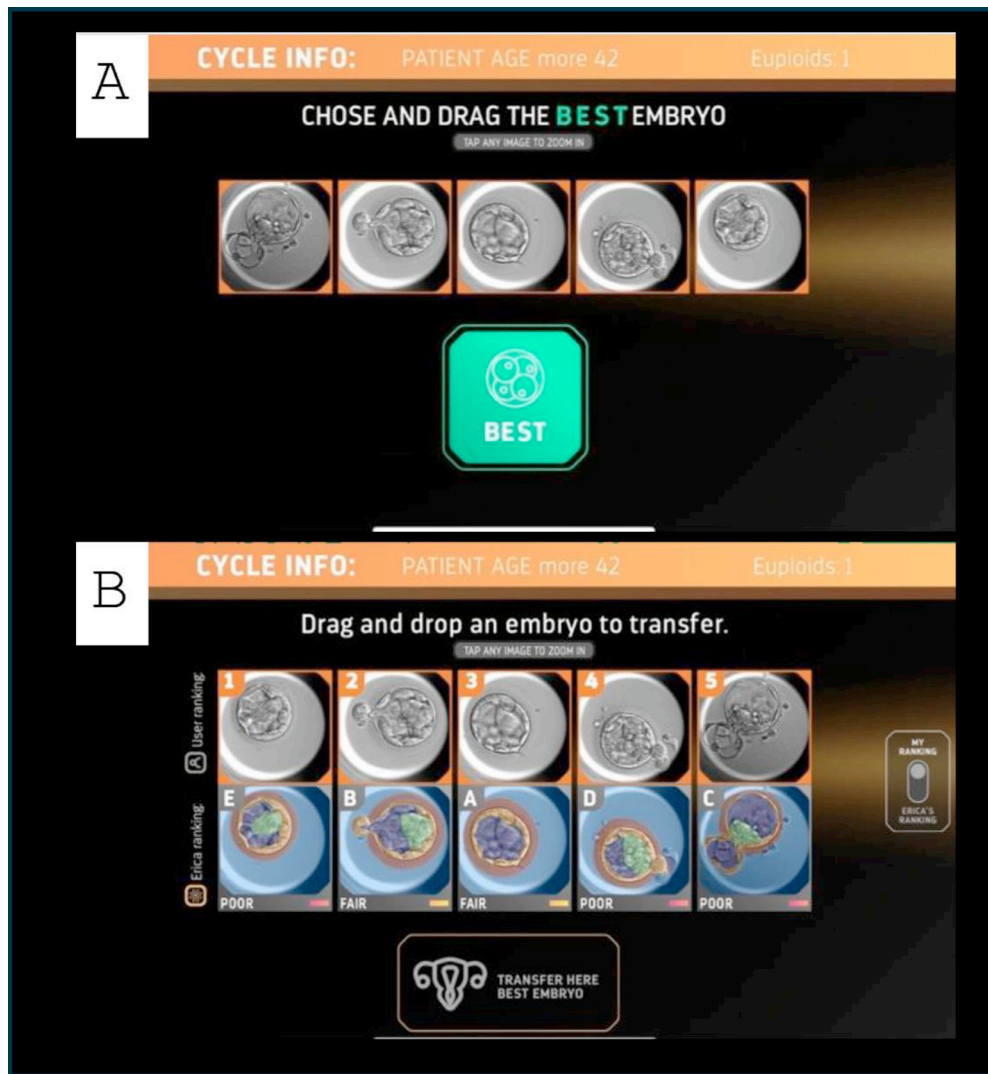 A
CYCLE INFO: PATIENT AGE more 42 Euploids: 1
CHOSE AND DRAG THE BEST EMBRYO
TAP ANY IMAGE TO ZOOM IN
BEST
B
CYCLE INFO: PATIENT AGE more 42 Euploids: 1
Drag and drop an embryo to transfer.
TAP ANY IMAGE TO ZOOM IN
User ranking:
1 2 3 4 5
MY
RANKING
ERICA'S
RANKING
Erica ranking:
E B A D C
POOR FAIR FAIR POOR POOR
TRANSFER HERE
BEST EMBRYO